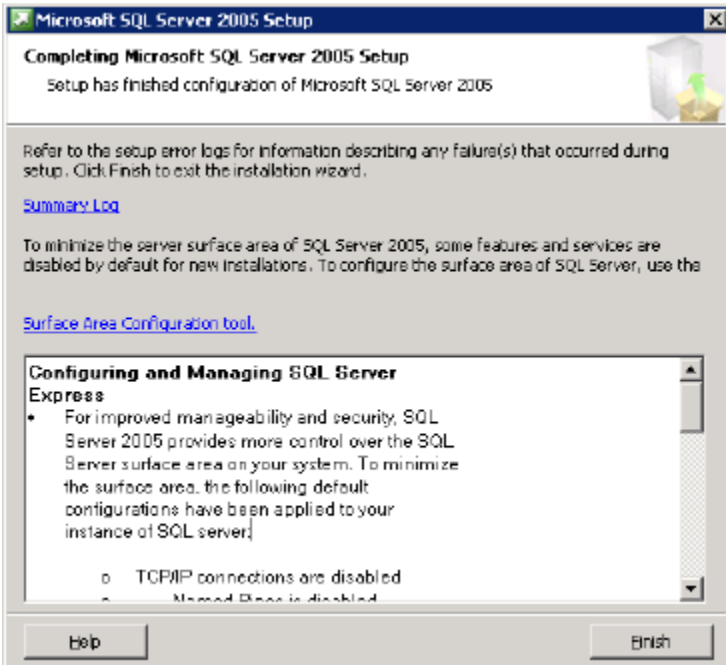 Microsoft SQL Server 2005 Setup
Completing Microsoft SQL Server 2005 Setup
Setup has finished configuration of Microsoft SQL Server 2005
Refer to the setup error logs for information describing any failure(s) that occurred during
setup. Click Finish to exit the installation wizard.
Summary Log
To minimize the server surface area of SQL Server 2005, some features and services are
disabled by default for new installations. To configure the surface area of SQL Server, use the
Surface Area Configuration tool.
Configuring and Managing SQL Server
Express
• For improved manageability and security, SQL
Server 2005 provides more control over the SQL
Server surface area on your system. To minimize
the surface area, the following default
configurations have been applied to your
instance of SQL server:
o TCP/IP connections are disabled
o Named Pipes is disabled
Help
Finish